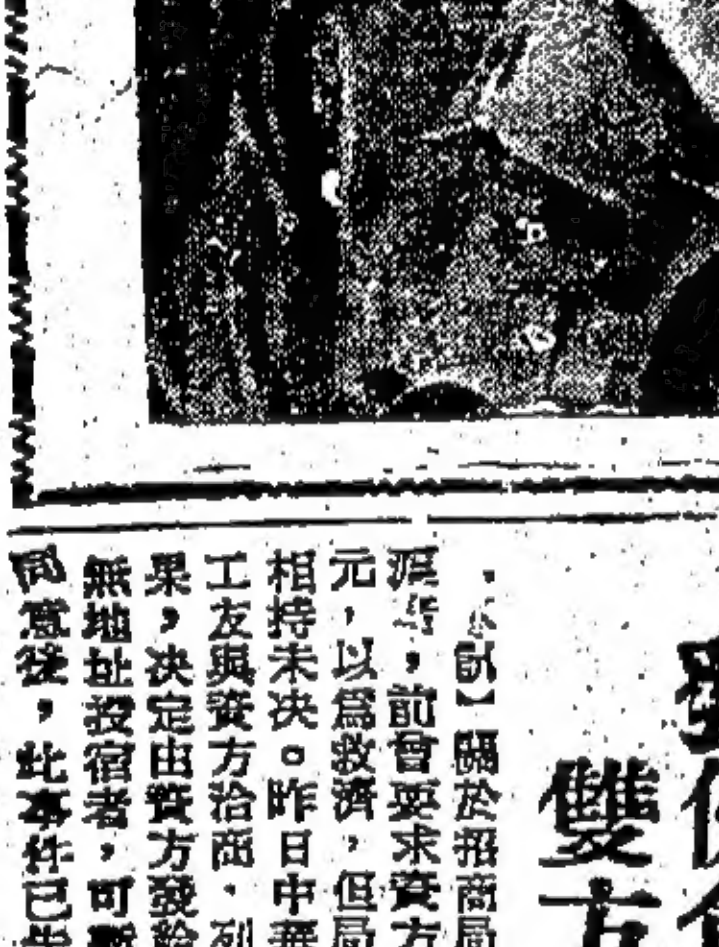 雙方
訊】關於招商局
，前曾要求資方
元，以爲救濟，但局
相持未決。昨日中華
工友與資方洽商，列
果，決定由資方發給
無地址投宿者，可
同意後，此事件已